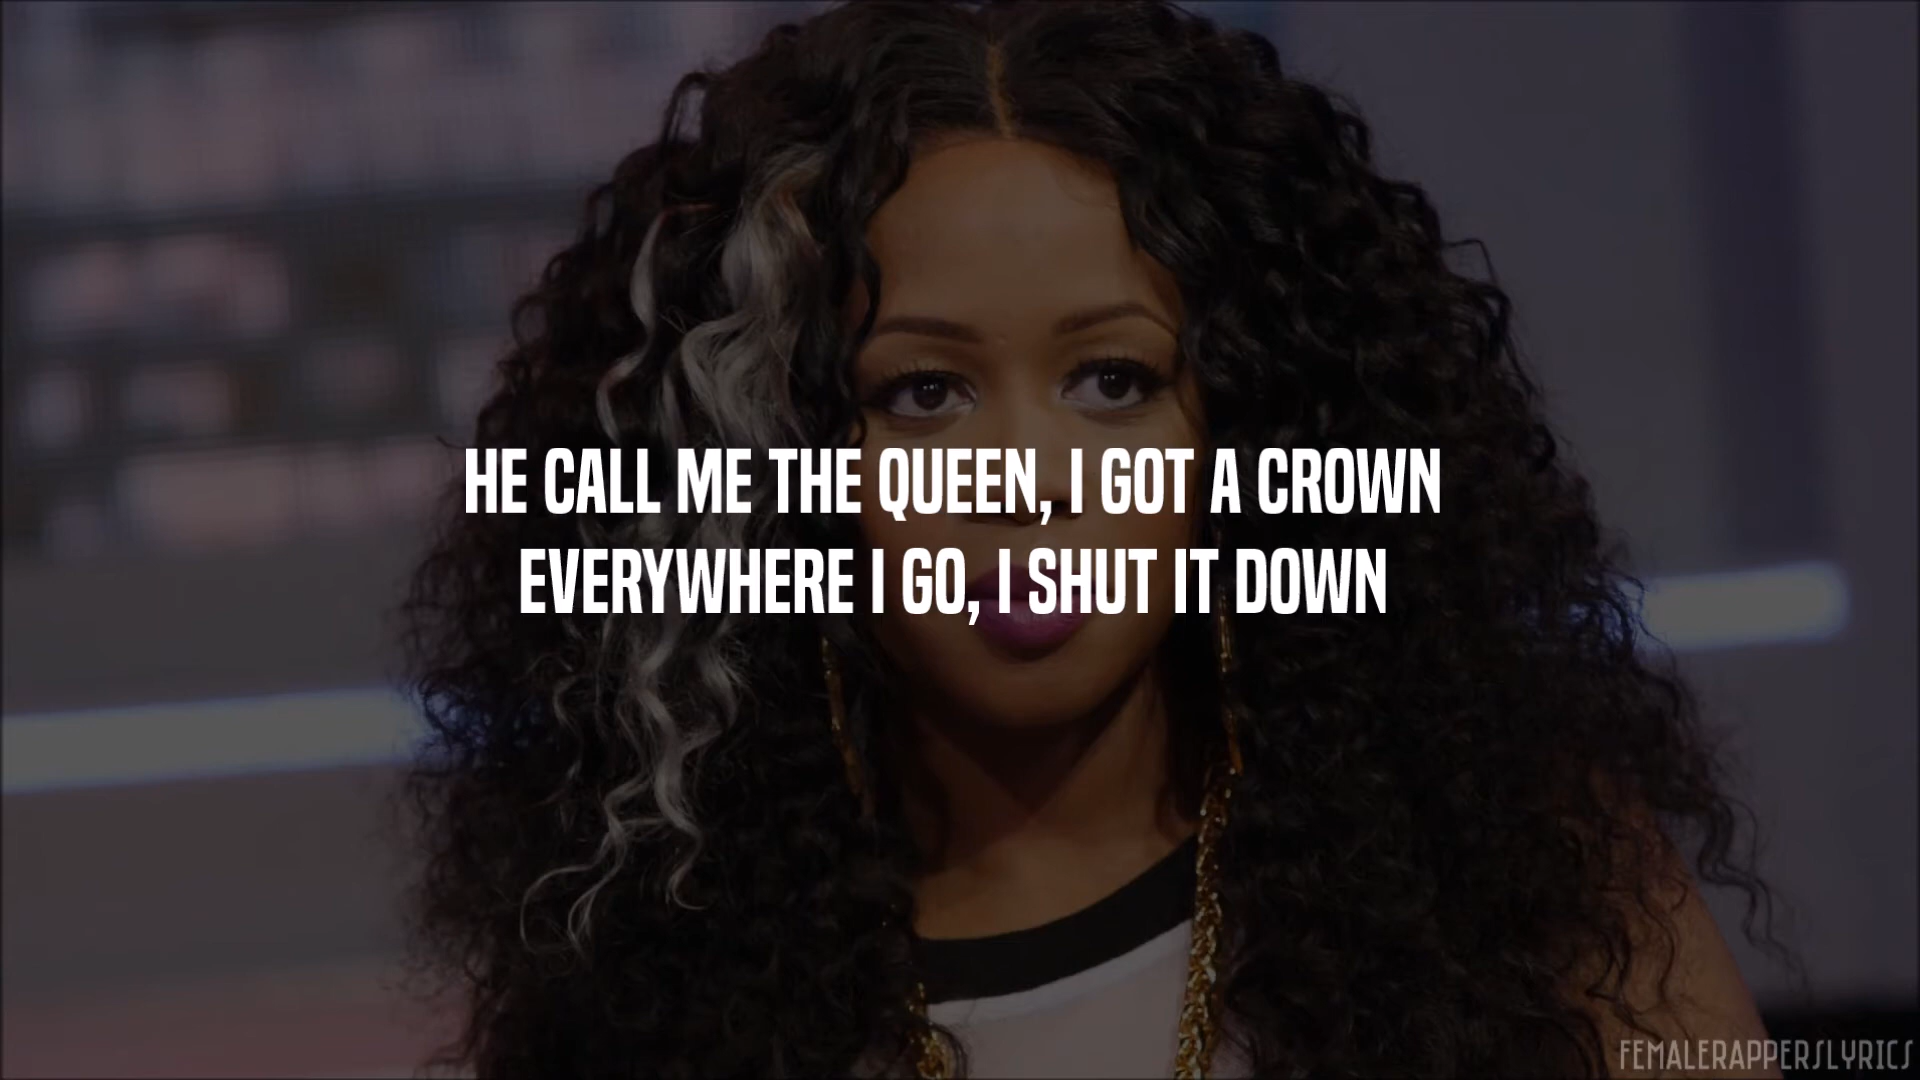 HE CALL ME THE QUEEN, I GOT A CROWN
EVERYWHERE I GO, I SHUT IT DOWN
FEMALERAPPERSLYRICS